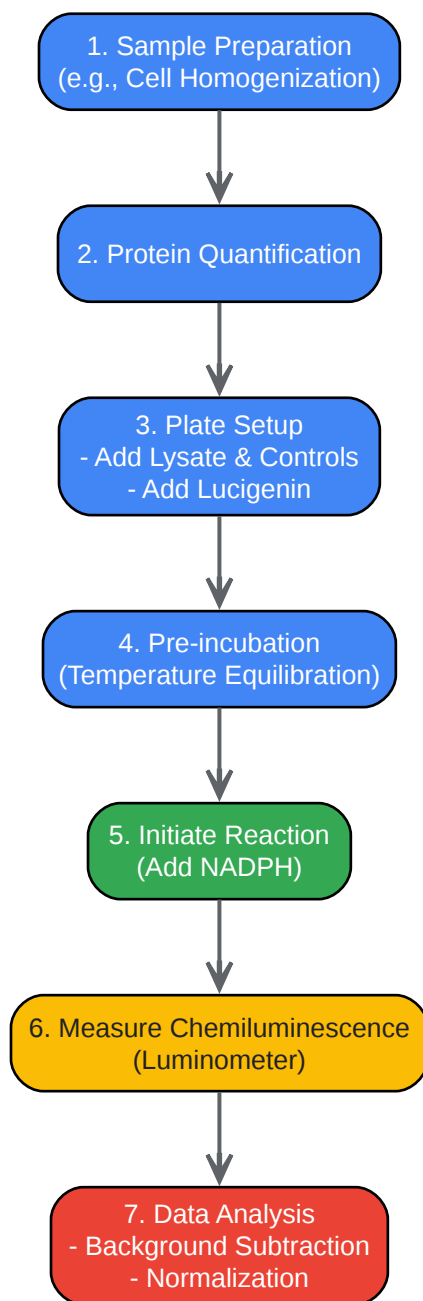 1. Sample Preparation
(e.g., Cell Homogenization)
2. Protein Quantification
3. Plate Setup
- Add Lysate & Controls
- Add Lucigenin
4. Pre-incubation
(Temperature Equilibration)
5. Initiate Reaction
(Add NADPH)
6. Measure Chemiluminescence
(Luminometer)
7. Data Analysis
- Background Subtraction
- Normalization